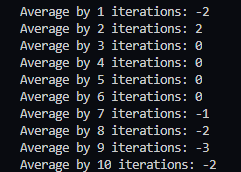 Average by 1 iterations: -2
Average by 2 iterations: 2
Average by 3 iterations: 0
Average by 4 iterations: 0
Average by 5 iterations: 0
Average by 6 iterations: 0
Average by 7 iterations: -1
Average by 8 iterations: -2
Average by 9 iterations: -3
Average by 10 iterations: -2